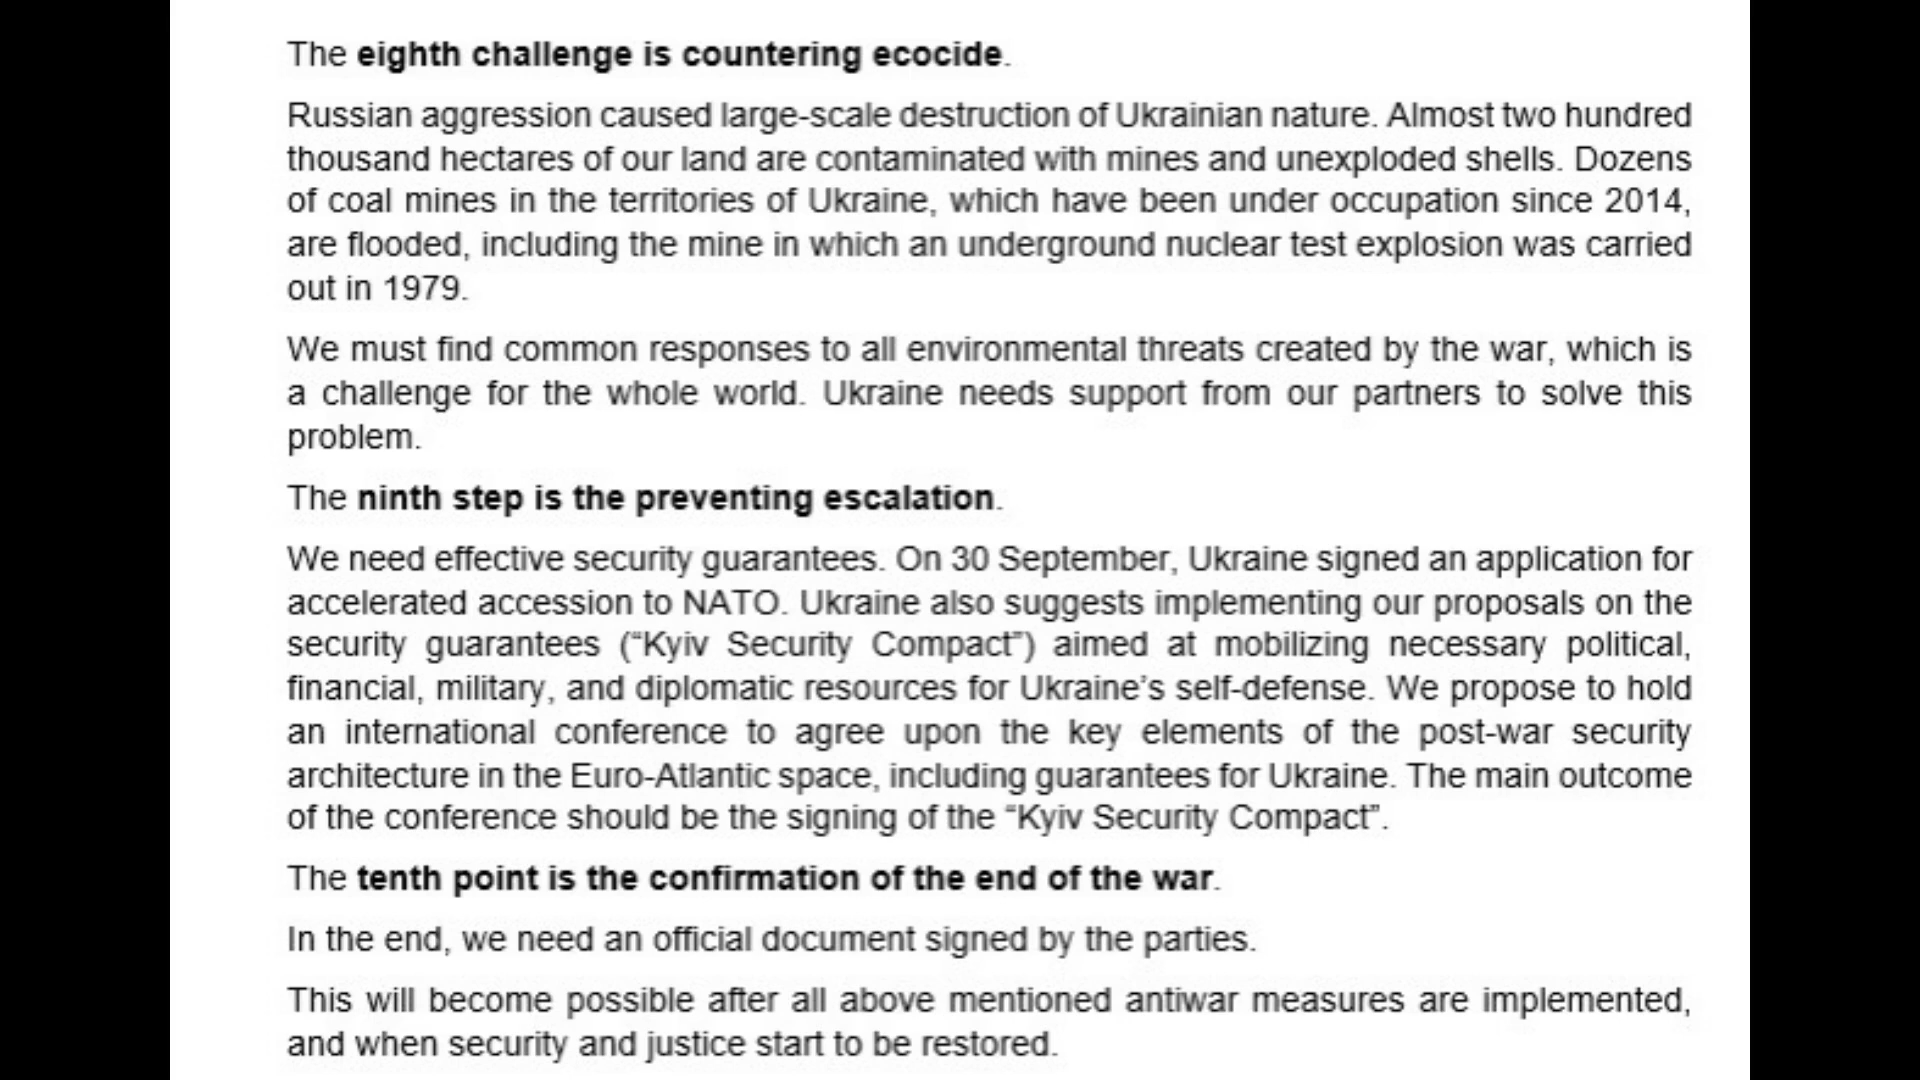 The eighth challenge is countering ecocide.
Russian aggression caused large-scale destruction of Ukrainian nature. Almost two hundred
thousand hectares of our land are contaminated with mines and unexploded shells. Dozens
of coal mines in the territories of Ukraine, which have been under occupation since 2014,
are flooded, including the mine in which an underground nuclear test explosion was carried
out in 1979.
We must find common responses to all environmental threats created by the war, which is
a challenge for the whole world. Ukraine needs support from our partners to solve this
problem.
The ninth step is the preventing escalation.
We need effective security guarantees. On 30 September, Ukraine signed an application for
accelerated accession to NATO. Ukraine also suggests implementing our proposals on the
security guarantees (“Kyiv Security Compact”) aimed at mobilizing necessary political,
financial, military, and diplomatic resources for Ukraine’s self-defense. We propose to hold
an international conference to agree upon the key elements of the post-war security
architecture in the Euro-Atlantic space, including guarantees for Ukraine. The main outcome
of the conference should be the signing of the “Kyiv Security Compact”.
The tenth point is the confirmation of the end of the war.
In the end, we need an official document signed by the parties.
This will become possible after all above mentioned antiwar measures are implemented,
and when security and justice start to be restored.